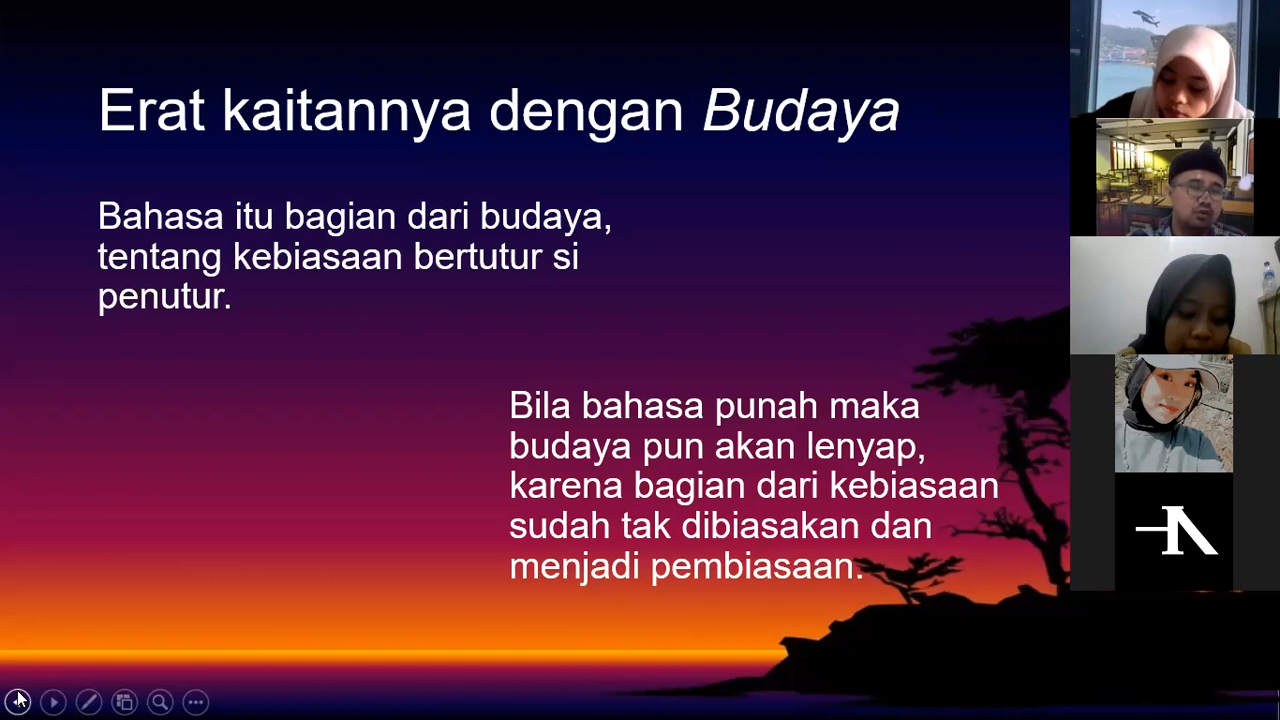 Erat kaitannya dengan Budaya
Bahasa itu bagian dari budaya,
tentang kebiasaan bertutur si
penutur.
Bila bahasa punah maka
budaya pun akan lenyap,
karena bagian dari kebiasaan
sudah tak dibiasakan dan
menjadi pembiasaan.